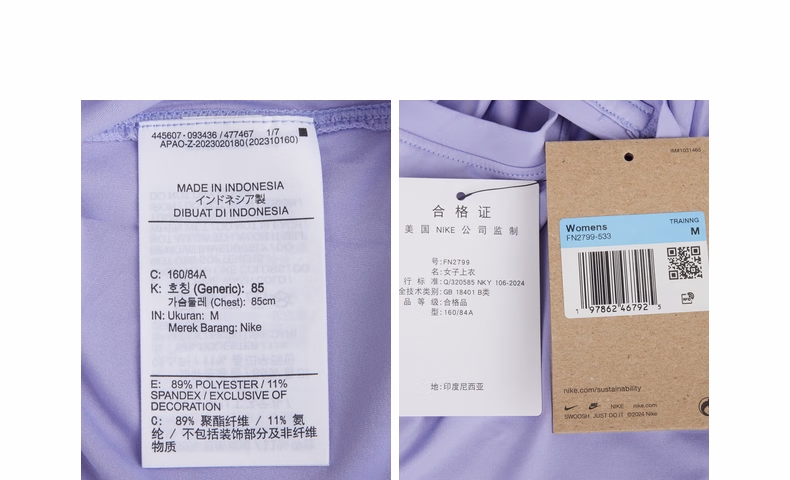 445607 · 093436 / 477467 1/7
APAO-Z-2023020180(202310160)
MADE IN INDONESIA
インドネシア製
DIBUAT DI INDONESIA
C: 160/84A
K: 호칭 (Generic): 85
가슴둘레 (Chest): 85cm
IN: Ukuran: M
Merek Barang: Nike
E: 89% POLYESTER / 11%
SPANDEX / EXCLUSIVE OF
DECORATION
C: 89% 聚酯纤维 / 11% 氨
纶 / 不包括装饰部分及非纤维
物质
合格证
美国 NIKE 公司监制
号:FN2799
名:女子上衣
行 标 准:Q/320585 NKY 106-2024
全技术类别:GB 18401 B类
品 等 级:合格品
型:160/84A
地:印度尼西亚
IM#1031465
Womens
TRAINNG
FN2799-533
M
1 97862 46792 5
nike.com/sustainability
NIKE nike.com
SWOOSH JUST DO IT ©2024 Nike